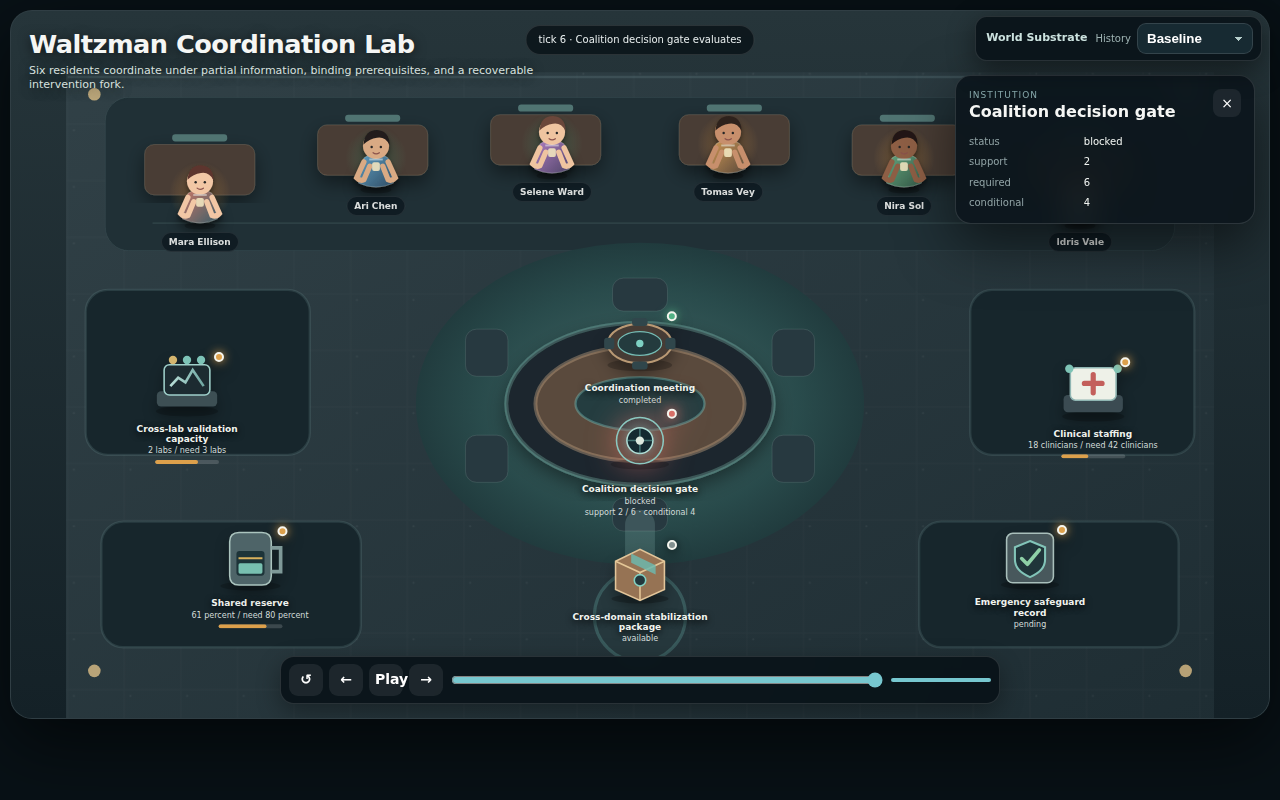 Waltzman Coordination Lab
Six residents coordinate under partial information, binding prerequisites, and a recoverable
intervention fork.
tick 6 · Coalition decision gate evaluates
World Substrate
History
Baseline
INSTITUTION
Coalition decision gate
×
status blocked
support 2
required 6
conditional 4
Mara Ellison
Ari Chen
Selene Ward
Tomas Vey
Nira Sol
Idris Vale
Coordination meeting
completed
Cross-lab validation
capacity
2 labs / need 3 labs
Clinical staffing
18 clinicians / need 42 clinicians
Coalition decision gate
blocked
support 2 / 6 · conditional 4
Shared reserve
61 percent / need 80 percent
Cross-domain stabilization
package
available
Emergency safeguard
record
pending
↺ ← Play →